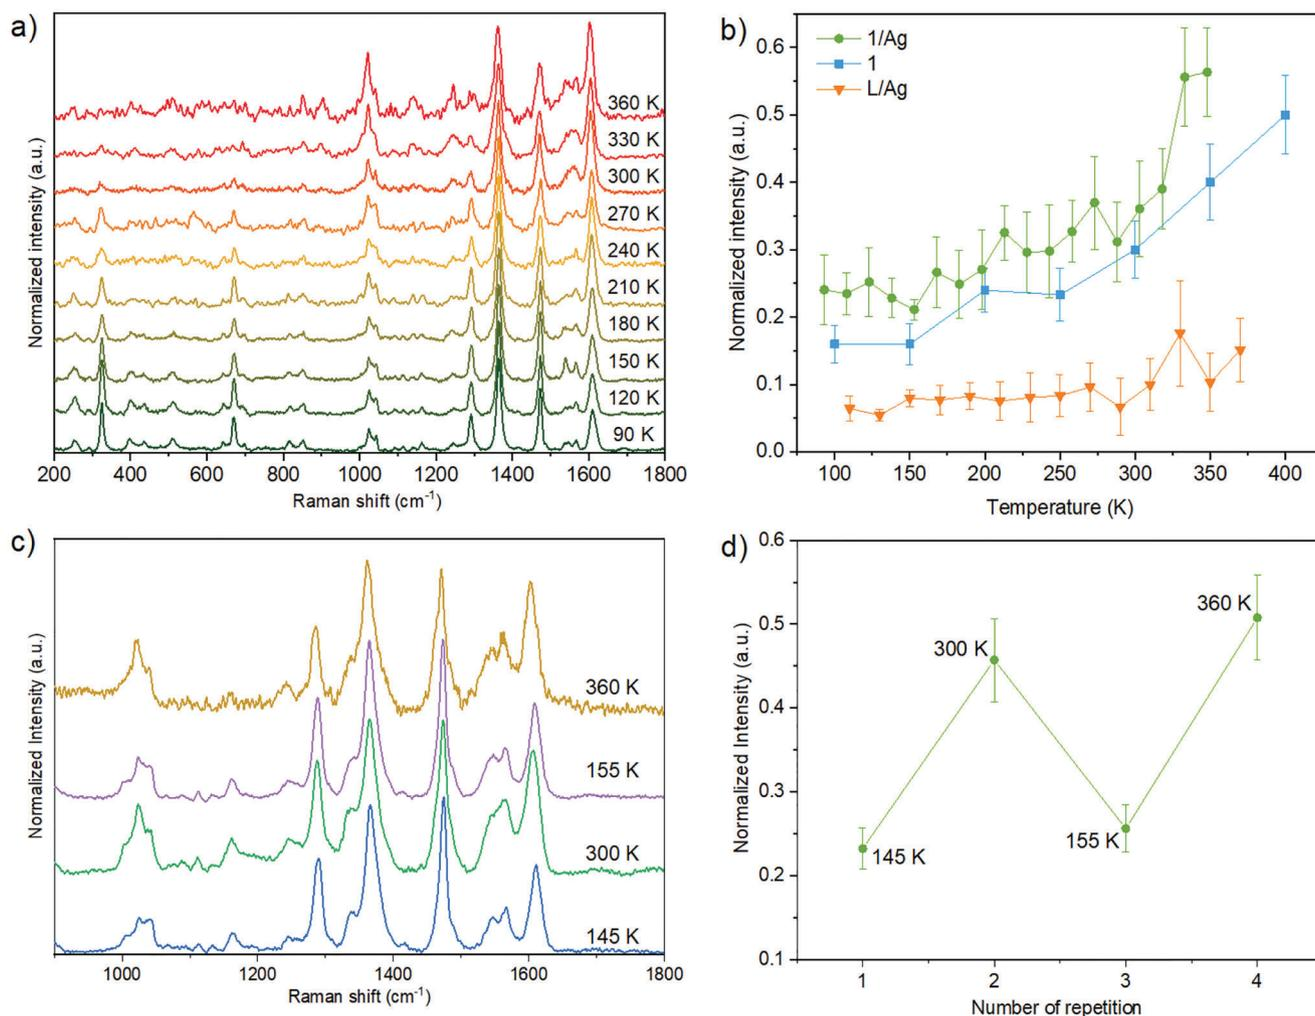 a)
Normalized intensity (a.u.)
360 K
330 K
300 K
270 K
240 K
210 K
180 K
150 K
120 K
90 K
200 400 600 800 1000 1200 1400 1600 1800
Raman shift (cm⁻¹)
b)
Normalized intensity (a.u.)
1/Ag
1
L/Ag
0.6
0.5
0.4
0.3
0.2
0.1
0.0
100 150 200 250 300 350 400
Temperature (K)
c)
Normalized Intensity (a.u.)
360 K
155 K
300 K
145 K
1000 1200 1400 1600 1800
Raman shift (cm⁻¹)
d)
Normalized Intensity (a.u.)
0.6
0.5
0.4
0.3
0.2
0.1
360 K
300 K
155 K
145 K
1 2 3 4
Number of repetition